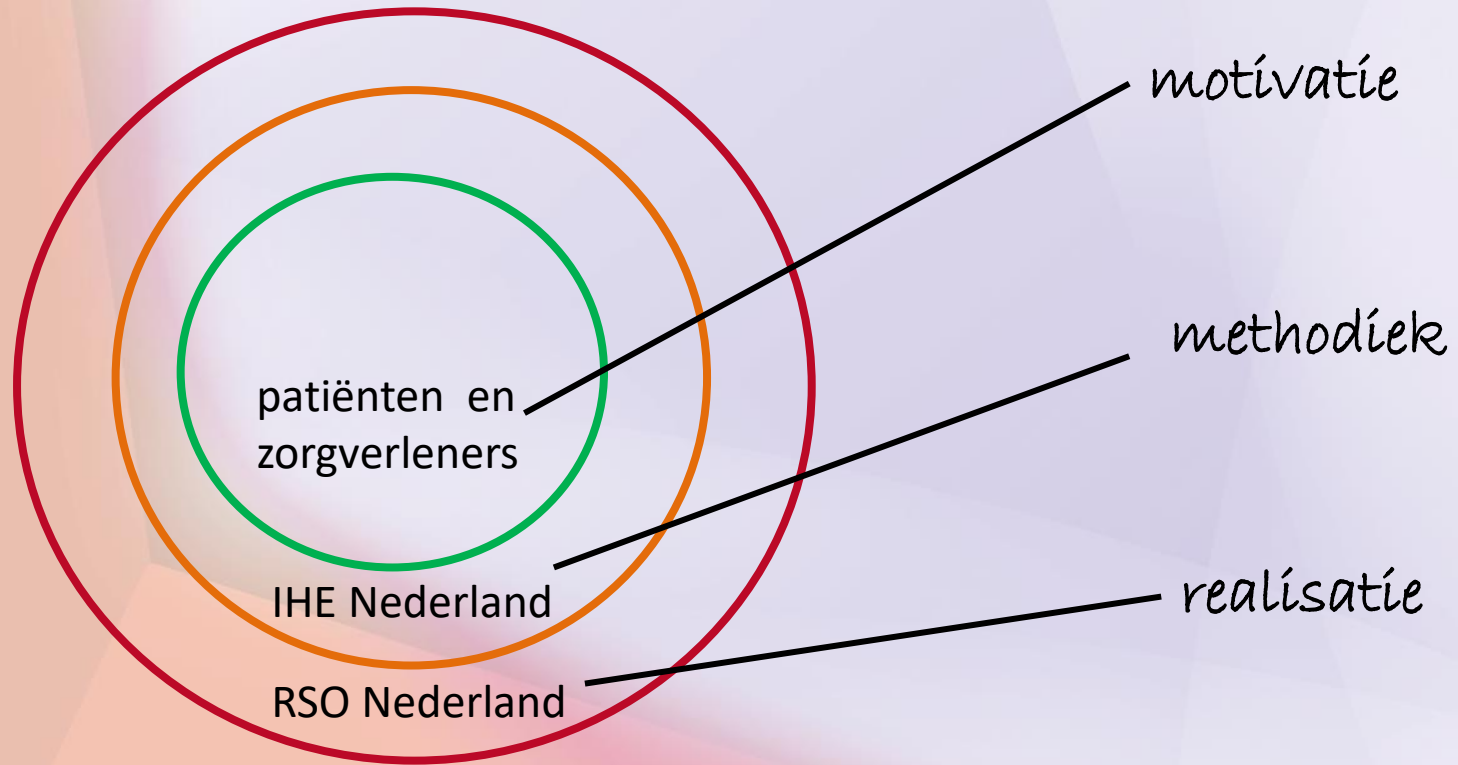 motivatie
methodiek
patiënten en
zorgverleners
IHE Nederland
realisatie
RSO Nederland